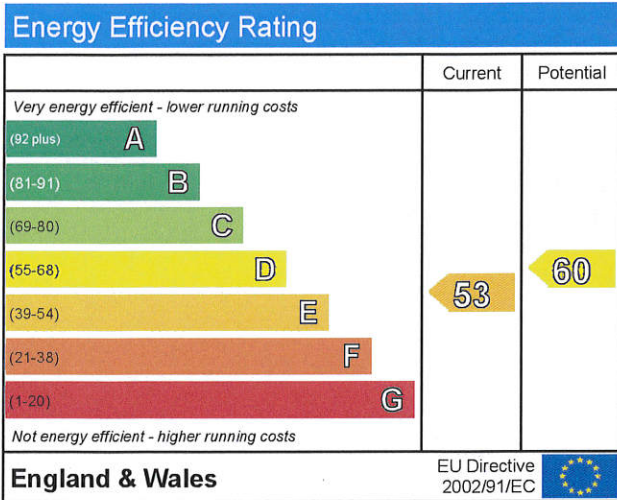 Energy Efficiency Rating
Current Potential
Very energy efficient - lower running costs
(92 plus) A
(81-91) B
(69-80) C
(55-68) D
(39-54) E
(21-38) F
(1-20) G
53
60
Not energy efficient - higher running costs
England & Wales
EU Directive
2002/91/EC